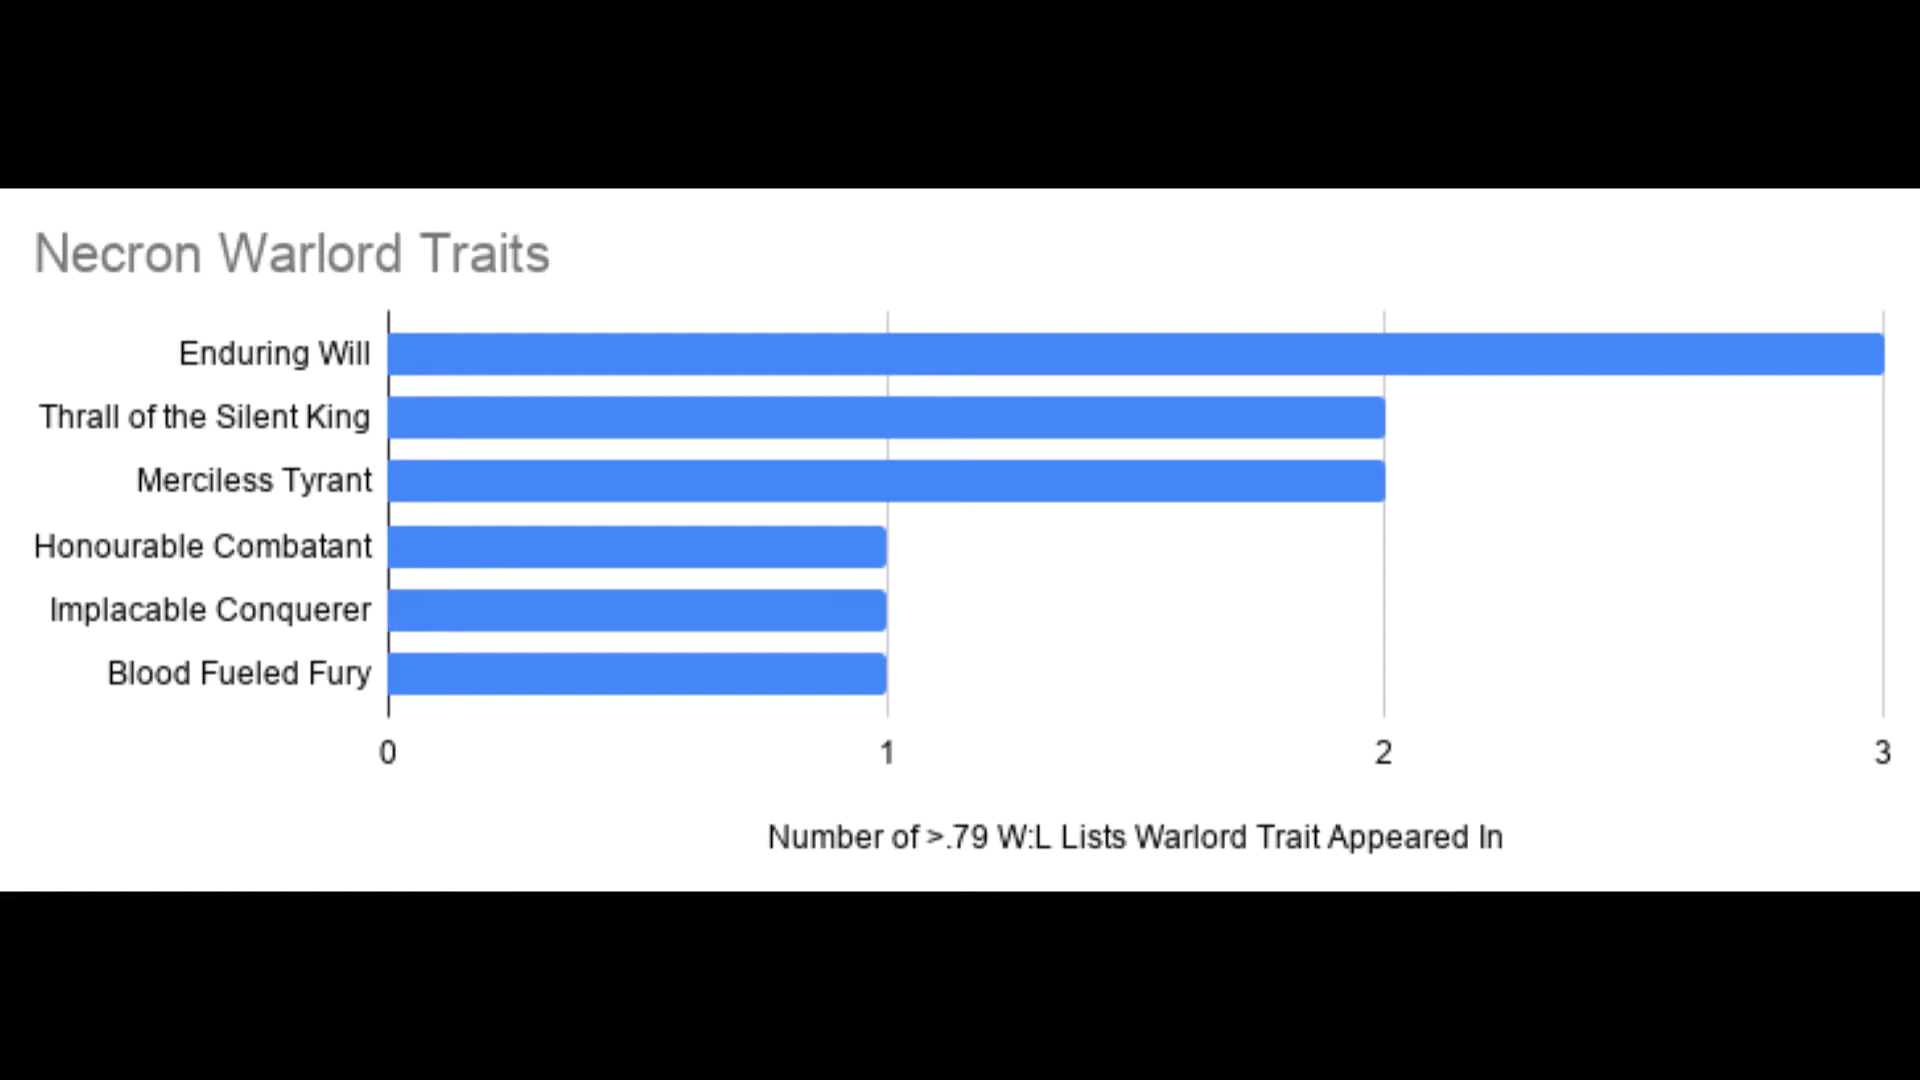 Necron Warlord Traits
Enduring Will
Thrall of the Silent King
Merciless Tyrant
Honourable Combatant
Implacable Conquerer
Blood Fueled Fury
0 1 2 3
Number of >.79 W:L Lists Warlord Trait Appeared In